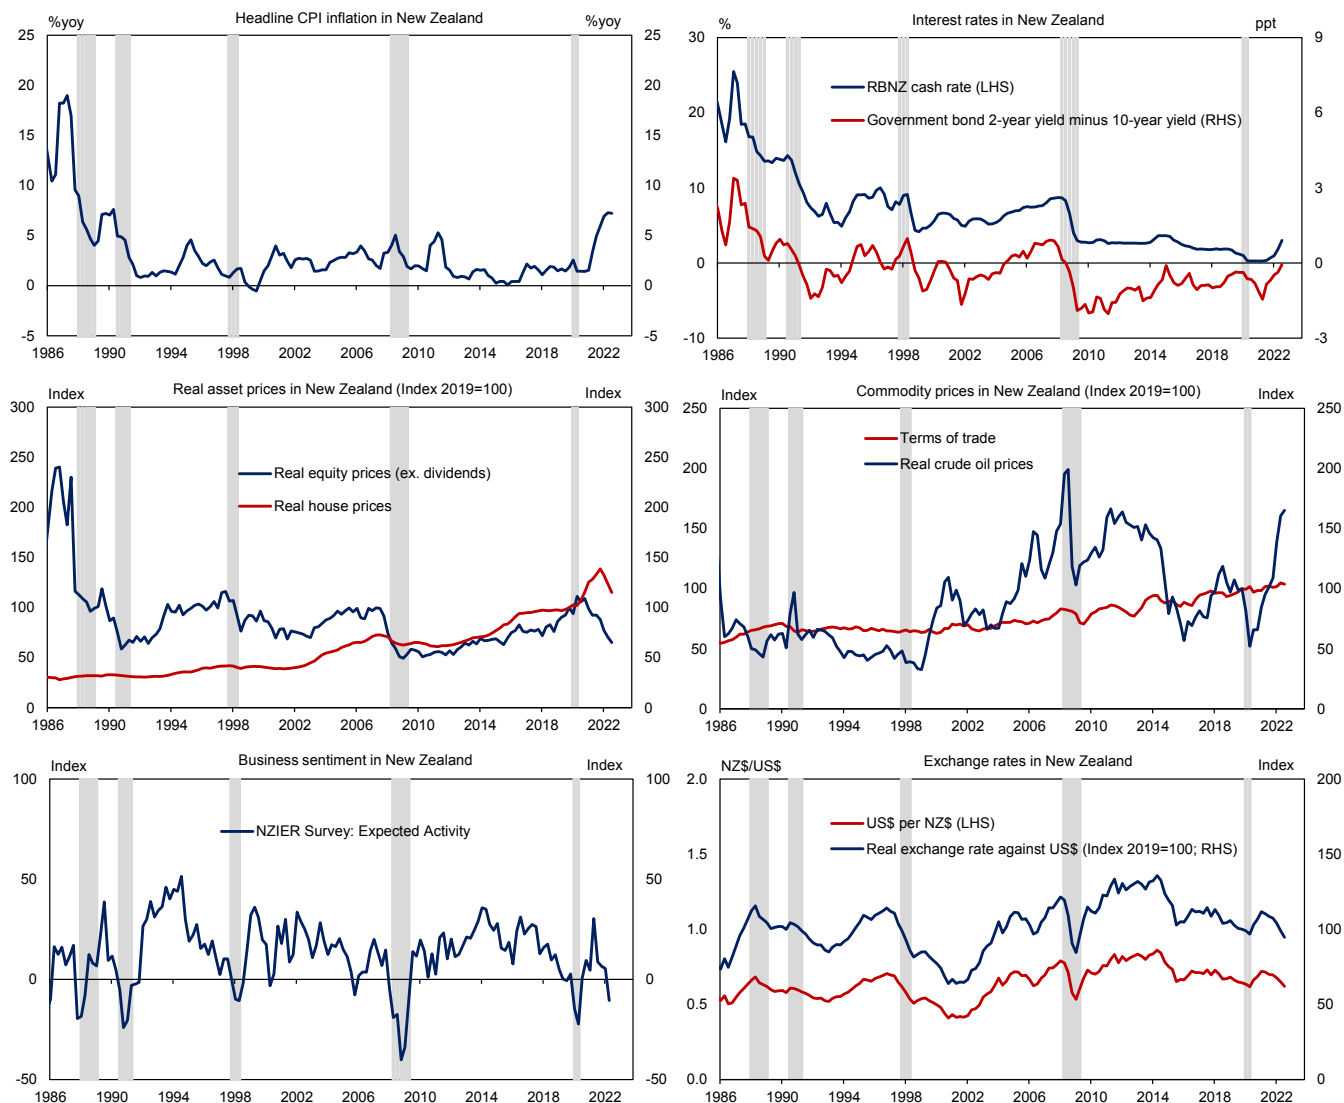 Headline CPI inflation in New Zealand
%yoy %yoy
25 25
20 20
15 15
10 10
5 5
0 0
-5 -5
1986 1990 1994 1998 2002 2006 2010 2014 2018 2022
Interest rates in New Zealand
% ppt
30 9
20 6
10 3
0 0
-10 -3
RBNZ cash rate (LHS)
Government bond 2-year yield minus 10-year yield (RHS)
1986 1990 1994 1998 2002 2006 2010 2014 2018 2022
Real asset prices in New Zealand (Index 2019=100)
Index Index
300 300
250 250
200 200
150 150
100 100
50 50
0 0
Real equity prices (ex. dividends)
Real house prices
1986 1990 1994 1998 2002 2006 2010 2014 2018 2022
Commodity prices in New Zealand (Index 2019=100)
Index Index
250 250
200 200
150 150
100 100
50 50
0 0
Terms of trade
Real crude oil prices
1986 1990 1994 1998 2002 2006 2010 2014 2018 2022
Business sentiment in New Zealand
Index Index
100 100
50 50
0 0
-50 -50
NZIER Survey: Expected Activity
1986 1990 1994 1998 2002 2006 2010 2014 2018 2022
Exchange rates in New Zealand
NZ$/US$ Index
2.0 200
1.5 150
1.0 100
0.5 50
0.0 0
US$ per NZ$ (LHS)
Real exchange rate against US$ (Index 2019=100; RHS)
1986 1990 1994 1998 2002 2006 2010 2014 2018 2022